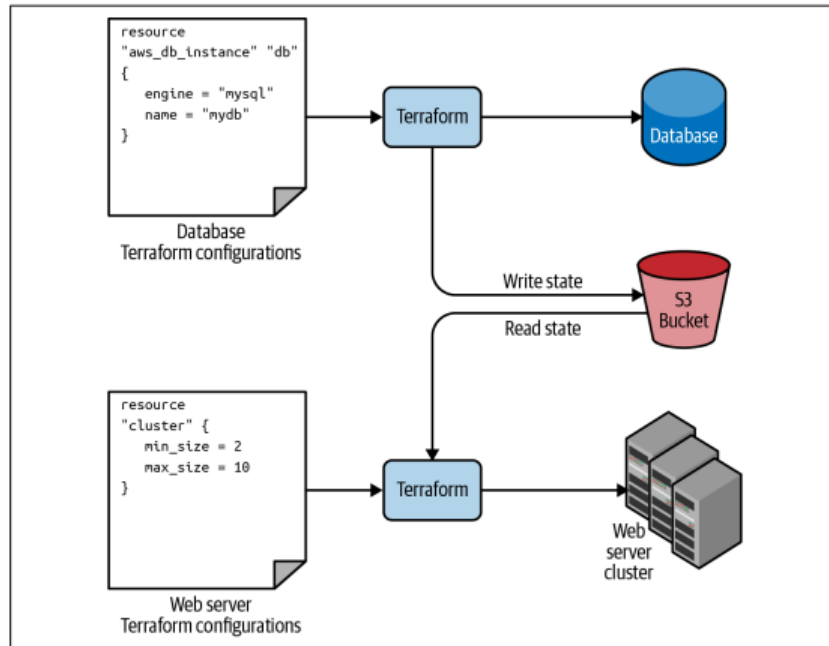 resource
"aws_db_instance" "db"
{
engine = "mysql"
name = "mydb"
}
Database
Terraform configurations
Terraform
Database
Write state
S3
Bucket
Read state
resource
"cluster" {
min_size = 2
max_size = 10
}
Web server
Terraform configurations
Terraform
Web
server
cluster